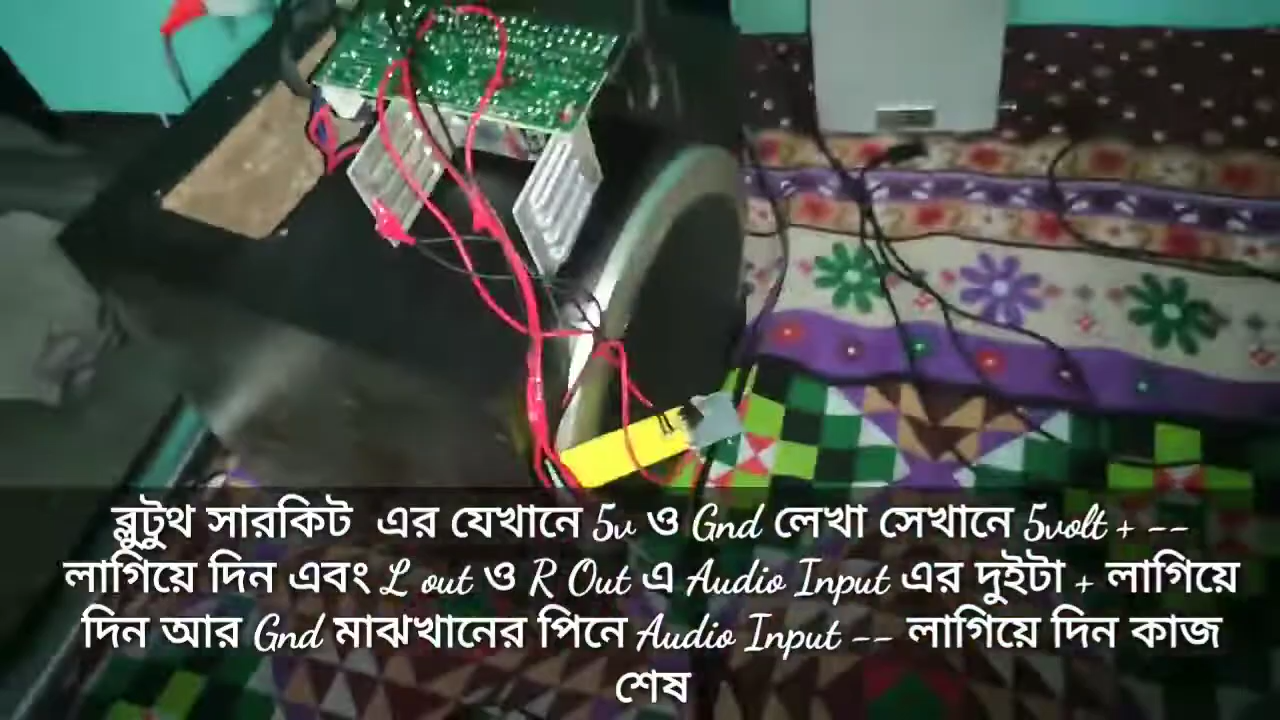 ব্লুটুথ সারকিট এর যেখানে 5v ও Gnd লেখা সেখানে 5volt + --
লাগিয়ে দিন এবং L out ও R Out এ Audio Input এর দুইটা + লাগিয়ে
দিন আর Gnd মাঝখানের পিনে Audio Input -- লাগিয়ে দিন কাজ
শেষ